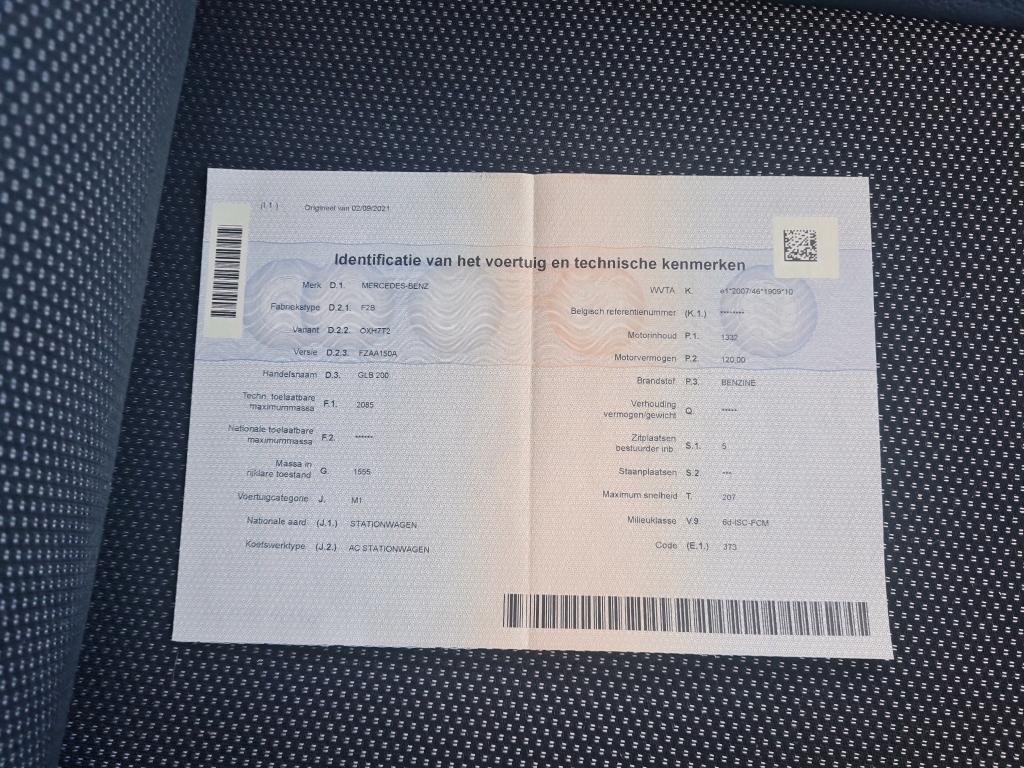 (I.1.) Origineel van 02/09/2021
Identificatie van het voertuig en technische kenmerken
Merk D.1. MERCEDES-BENZ
Fabriekstype D.2.1. F2B
Variant D.2.2. OXH7T2
Versie D.2.3. FZAA150A
Handelsnaam D.3. GLB 200
Techn. toelaatbare
maximummassa F.1. 2085
Nationale toelaatbare
maximummassa F.2. ******
Massa in
rijklare toestand G. 1555
Voertuigcategorie J. M1
Nationale aard (J.1.) STATIONWAGEN
Koetswerktype (J.2.) AC STATIONWAGEN
WVTA K. e1*2007/46*1909*10
Belgisch referentienummer (K.1.) ********
Motorinhoud P.1. 1332
Motorvermogen P.2. 120,00
Brandstof P.3. BENZINE
Verhouding
vermogen/gewicht Q. *****
Zitplaatsen
bestuurder inb. S.1. 5
Staanplaatsen S.2 ***
Maximum snelheid T. 207
Milieuklasse V.9. 6d-ISC-FCM
Code (E.1.) 373